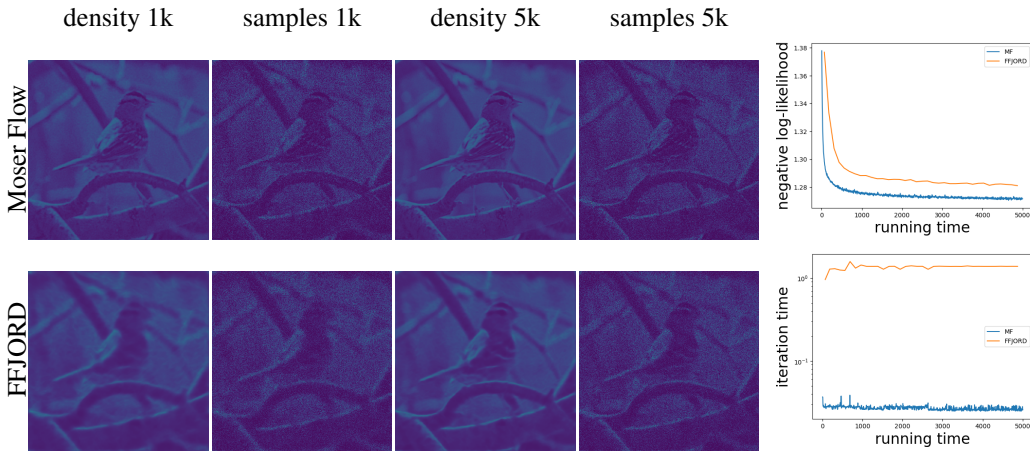 density 1k
samples 1k
density 5k
samples 5k
Moser Flow
FFJORD
negative log-likelihood
1.38
1.36
1.34
1.32
1.30
1.28
MF
FFJORD
0
1000
2000
3000
4000
5000
running time
iteration time
10⁰
10⁻¹
MF
FFJORD
0
1000
2000
3000
4000
5000
running time